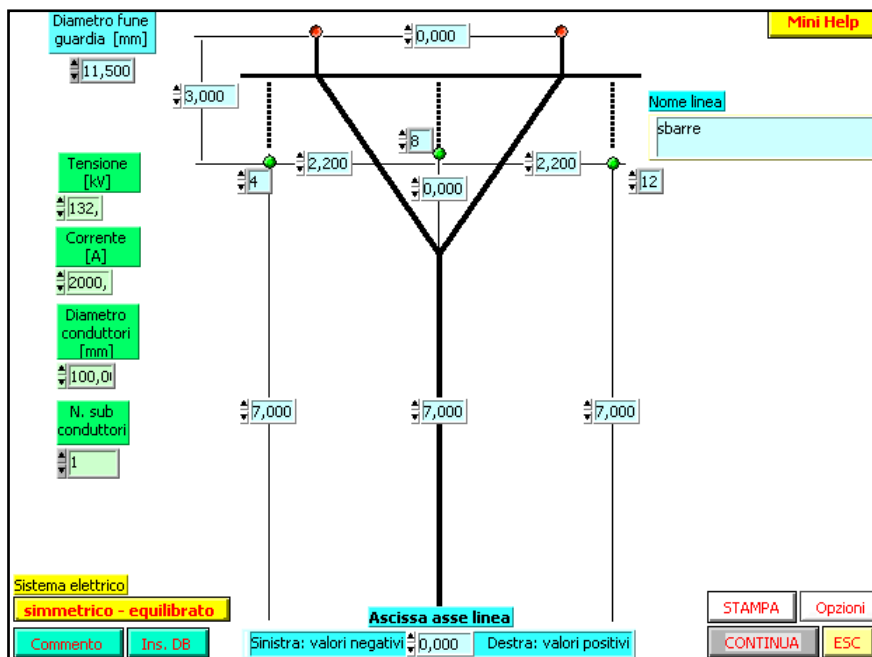 Diametro fune
guardia [mm]
11,500
0,000
Mini Help
3,000
Nome linea
sbarre
8
2,200
2,200
4
0,000
12
Tensione
[kV]
132,
Corrente
[A]
2000,
Diametro
conduttori
[mm]
100,0
7,000
7,000
7,000
N. sub
conduttori
1
Sistema elettrico
simmetrico - equilibrato
Commento
Ins. DB
Ascissa asse linea
Sinistra: valori negativi
0,000
Destra: valori positivi
STAMPA
Opzioni
CONTINUA
ESC